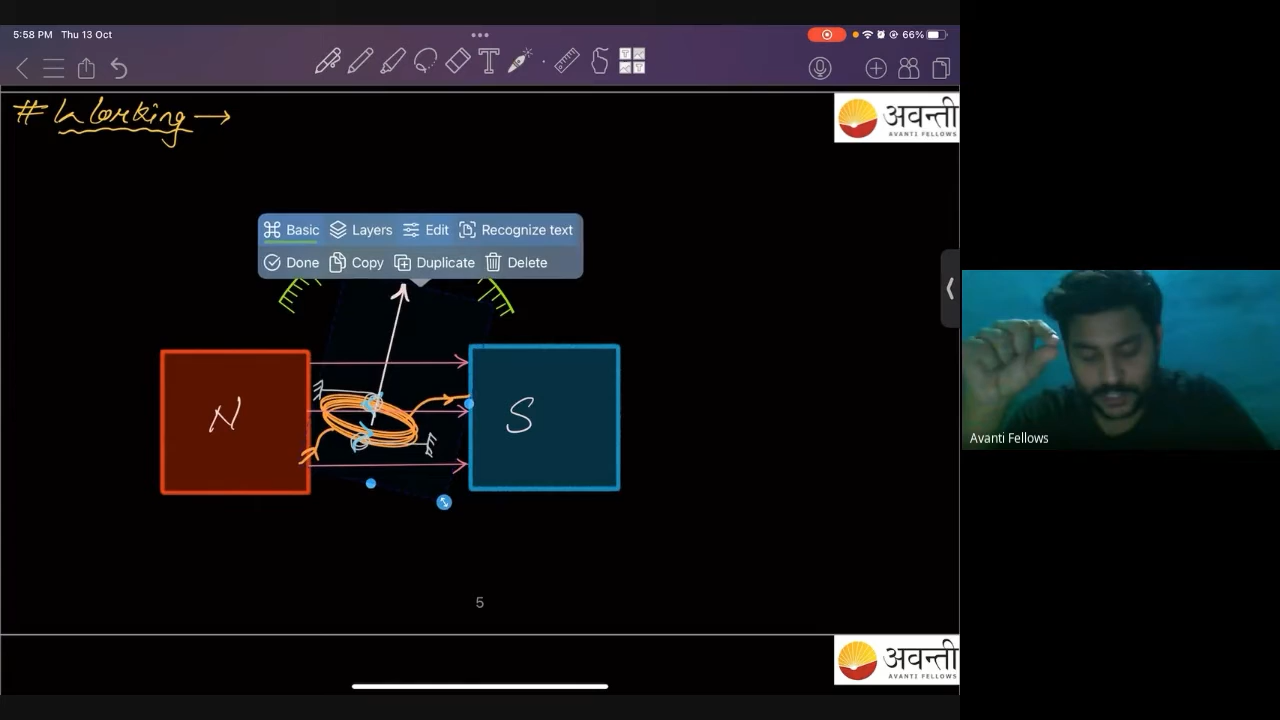 5:58 PM Thu 13 Oct
66%
# Working →
अवन्ती
AVANTI FELLOWS
Basic Layers Edit Recognize text
Done Copy Duplicate Delete
N
S
Avanti Fellows
5
अवन्ती
AVANTI FELLOWS